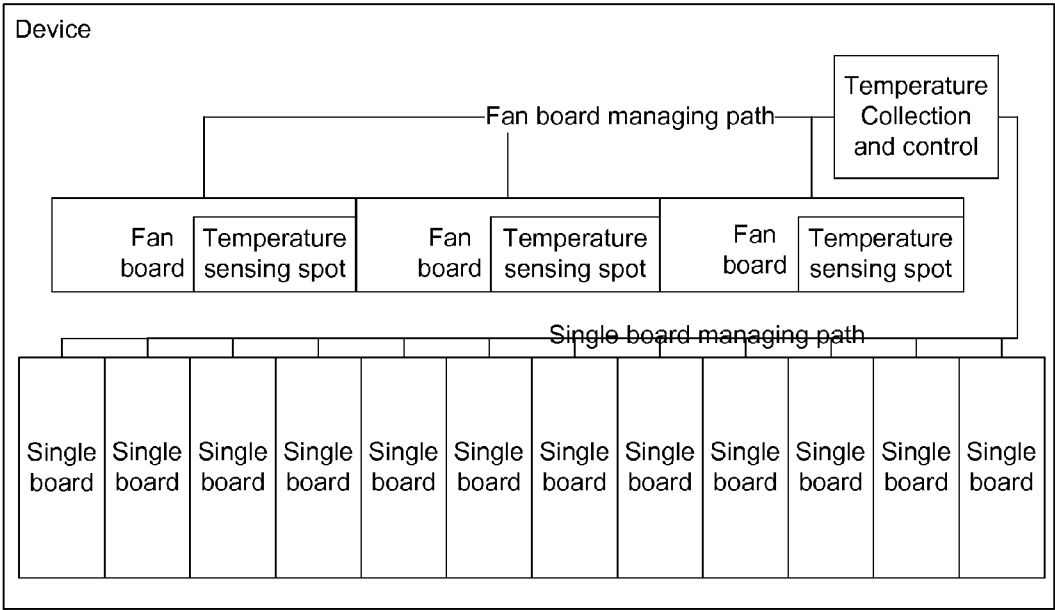 Device
Temperature
Collection
and control
Fan board managing path
Fan
board
Temperature
sensing spot
Fan
board
Temperature
sensing spot
Fan
board
Temperature
sensing spot
Single board managing path
Single
board
Single
board
Single
board
Single
board
Single
board
Single
board
Single
board
Single
board
Single
board
Single
board
Single
board
Single
board